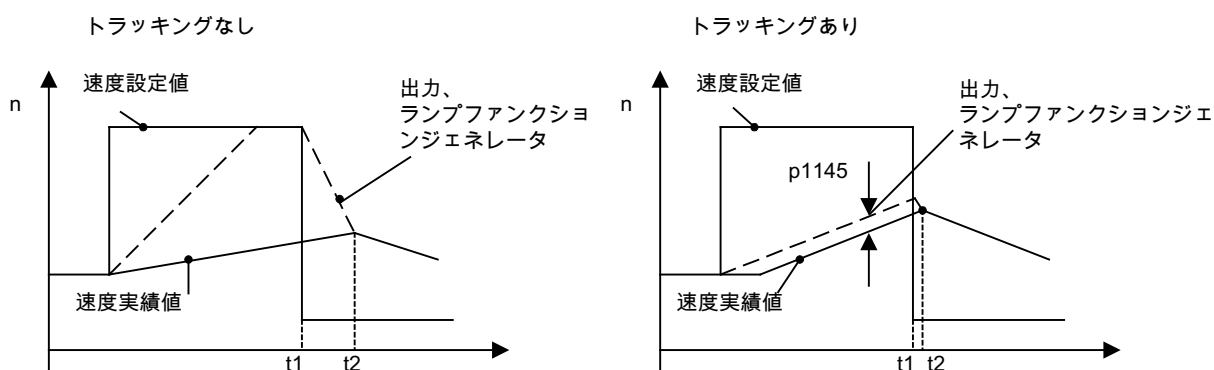 トラッキングなし
n
速度設定値
出力、
ランプファンクショ
ンジェネレータ
速度実績値
t1
t2
トラッキングあり
n
速度設定値
出力、
ランプファンクションジェ
ネレータ
p1145
速度実績値
t1
t2